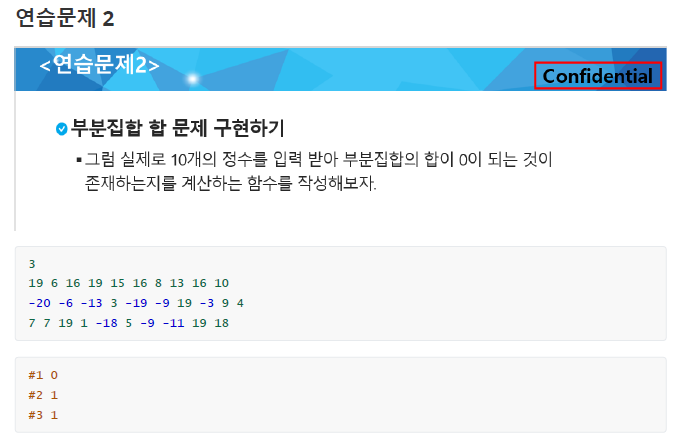 연습문제 2
<연습문제2>
Confidential
부분집합 합 문제 구현하기
그럼 실제로 10개의 정수를 입력 받아 부분집합의 합이 0이 되는 것이
존재하는지를 계산하는 함수를 작성해보자.
3
19 6 16 19 15 16 8 13 16 10
-20 -6 -13 3 -19 -9 19 -3 9 4
7 7 19 1 -18 5 -9 -11 19 18
#1 0
#2 1
#3 1